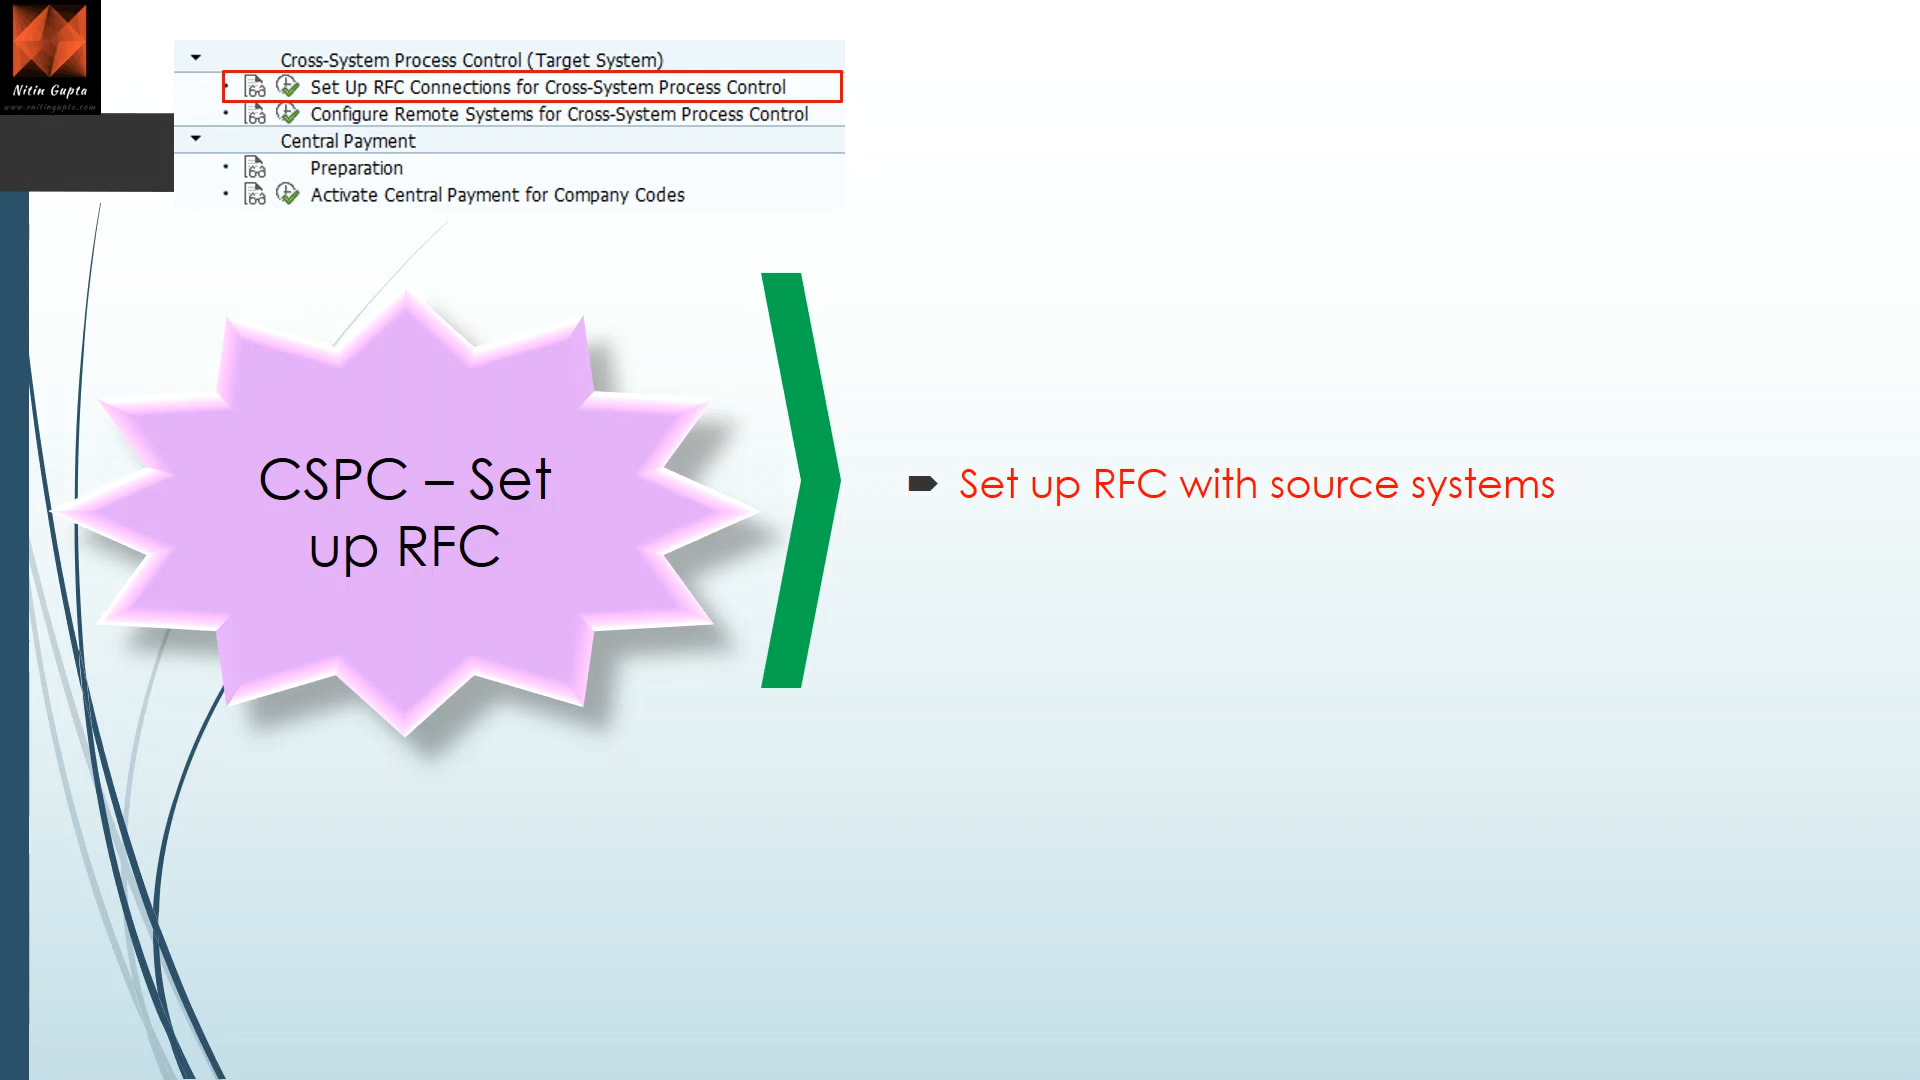 Nitin Gupta
www.rnitingupta.com
Cross-System Process Control (Target System)
Set Up RFC Connections for Cross-System Process Control
Configure Remote Systems for Cross-System Process Control
Central Payment
Preparation
Activate Central Payment for Company Codes
CSPC – Set
up RFC
Set up RFC with source systems